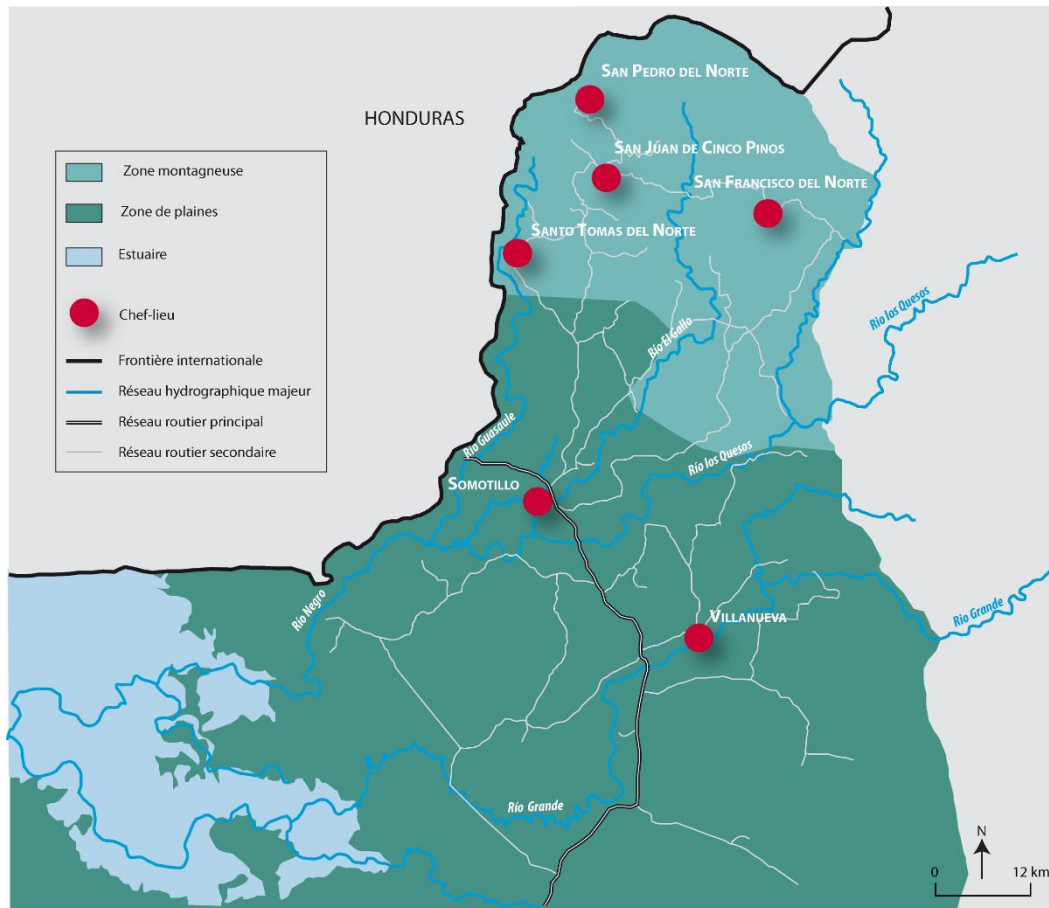 SAN PEDRO DEL NORTE
HONDURAS
SAN JÜAN DE CINCO PINOS
SAN FRANCISCO DEL NORTE
SANTO TOMAS DEL NORTE
Zone montagneuse
Zone de plaines
Estuaire
Chef-lieu
Frontière internationale
Réseau hydrographique majeur
Réseau routier principal
Réseau routier secondaire
Río los Quesos
Río El Gallo
Río Guasaule
Río los Quesos
SOMOTILLO
Río Negro
VILLANUEVA
Río Grande
Río Grande
N
0 12 km